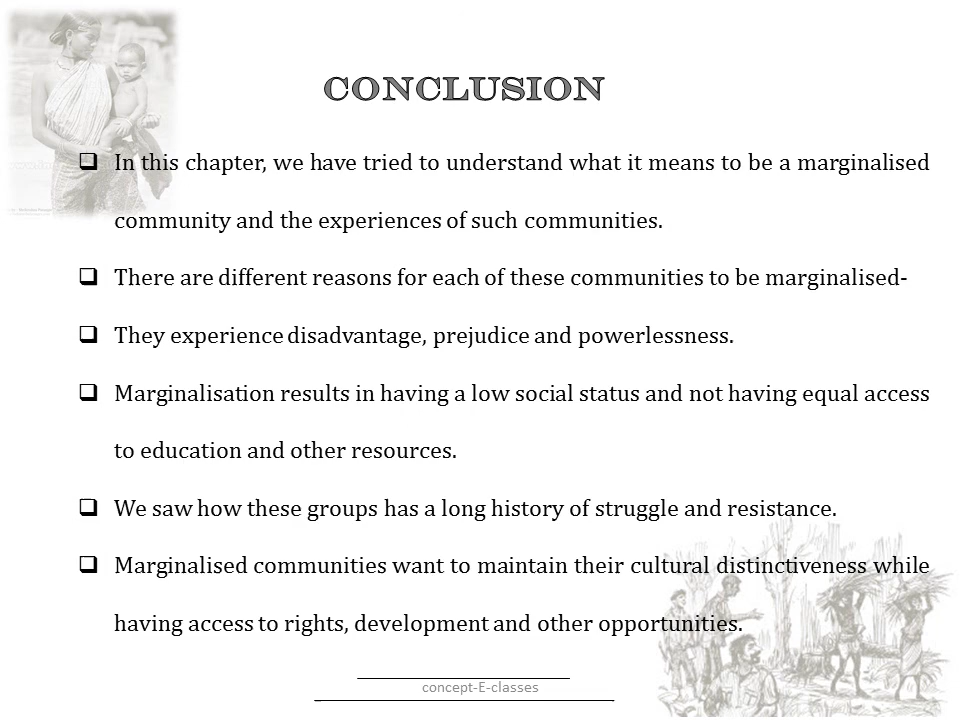 CONCLUSION
❑ In this chapter, we have tried to understand what it means to be a marginalised
community and the experiences of such communities.
❑ There are different reasons for each of these communities to be marginalised-
❑ They experience disadvantage, prejudice and powerlessness.
❑ Marginalisation results in having a low social status and not having equal access
to education and other resources.
❑ We saw how these groups has a long history of struggle and resistance.
❑ Marginalised communities want to maintain their cultural distinctiveness while
having access to rights, development and other opportunities.
concept-E-classes